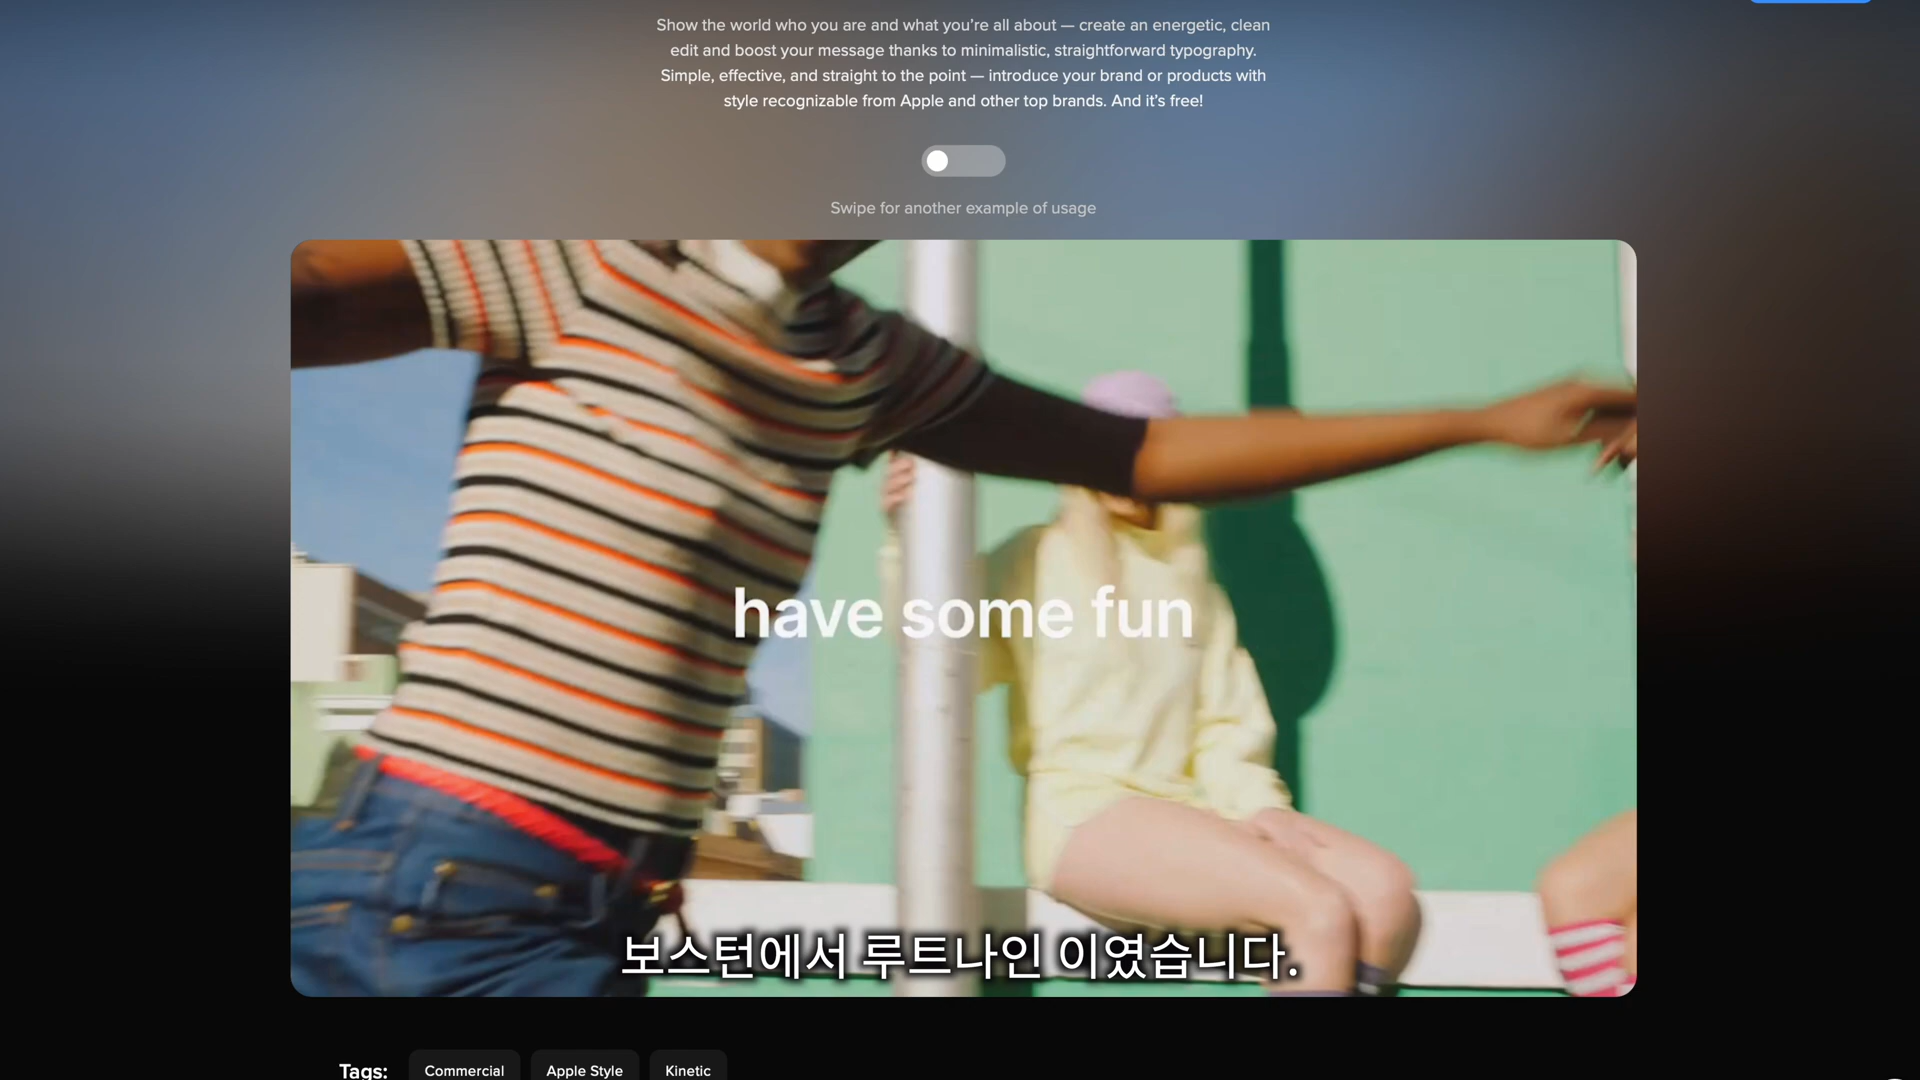 Show the world who you are and what you’re all about — create an energetic, clean
edit and boost your message thanks to minimalistic, straightforward typography.
Simple, effective, and straight to the point — introduce your brand or products with
style recognizable from Apple and other top brands. And it’s free!
Swipe for another example of usage
have some fun
보스턴에서 루트나인 이였습니다.
Tags: Commercial Apple Style Kinetic